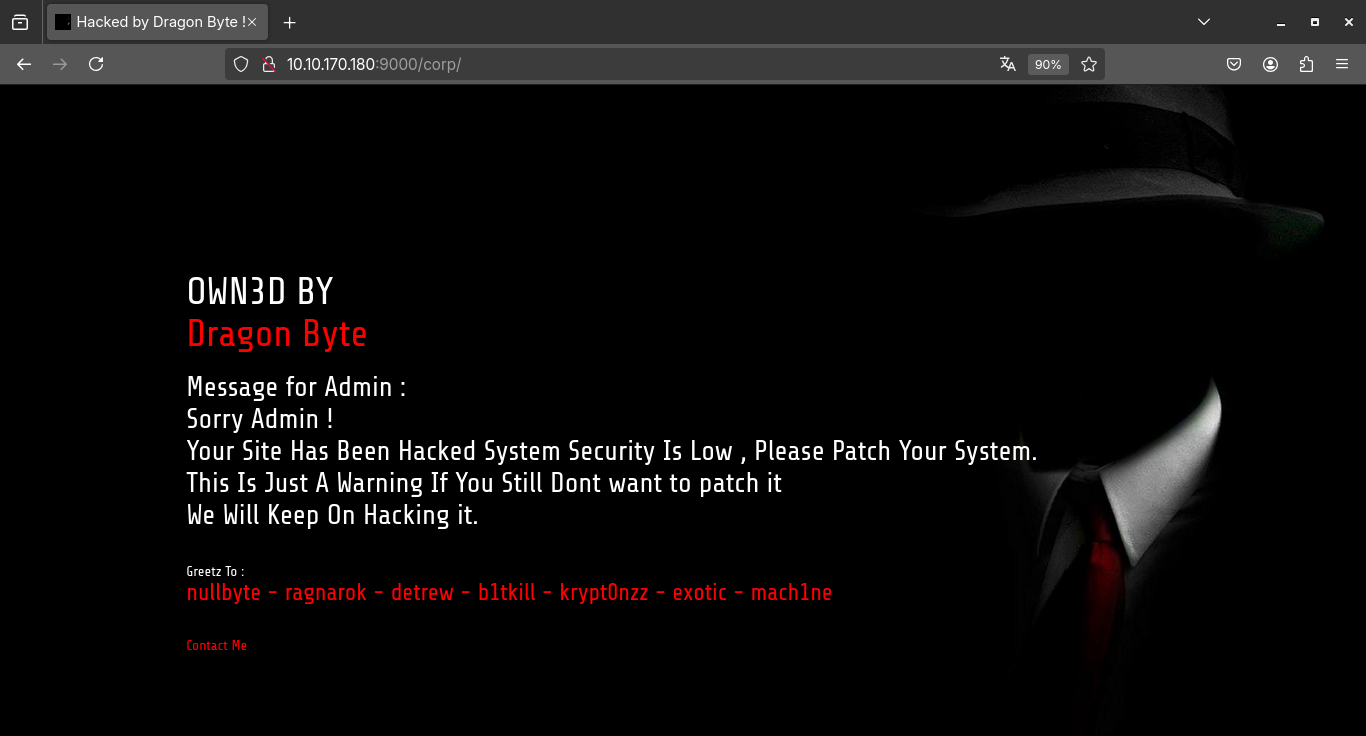 Hacked by Dragon Byte !
10.10.170.180:9000/corp/
90%
OWN3D BY
Dragon Byte
Message for Admin :
Sorry Admin !
Your Site Has Been Hacked System Security Is Low , Please Patch Your System.
This Is Just A Warning If You Still Dont want to patch it
We Will Keep On Hacking it.
Greetz To :
nullbyte - ragnarok - detrew - b1tkill - krypt0nzz - exotic - mach1ne
Contact Me